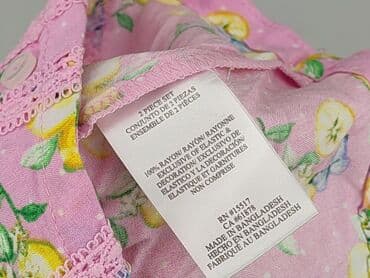 2 PIECE SET
CONJUNTO DE 2 PIEZAS
ENSEMBLE DE 2 PIÈCES
100% RAYON/ RAYÓN/ RAYONNE
EXCLUSIVE OF ELASTIC &
DECORATION/ EXCLUSIVO DE
ELASTICO Y LA DECORACIÓN/
ELASTIQUE ET GARNITURES
NON COMPRISE
RN #15517
CA #61878
MADE IN BANGLADESH
HECHO EN BANGLADESH
FABRIQUÉ AU BANGLADESH